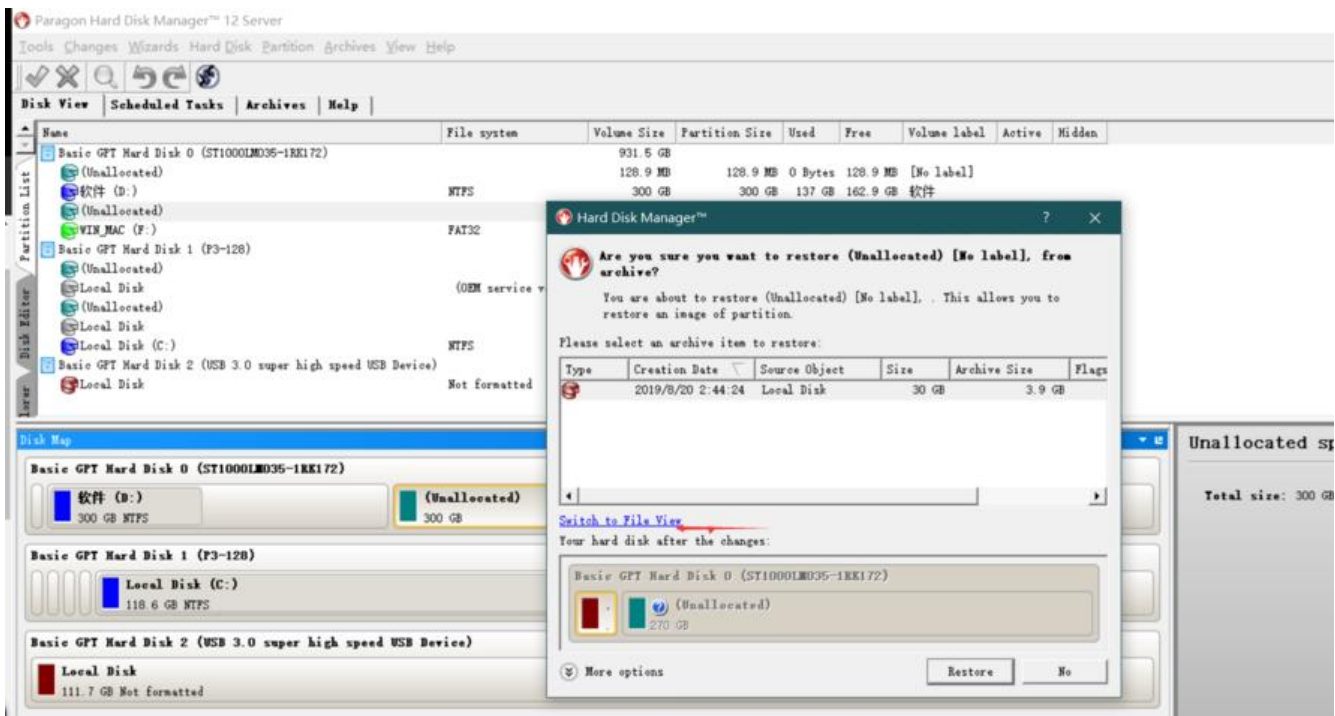 Paragon Hard Disk Manager™ 12 Server
Tools Changes Wizards Hard Disk Partition Archives View Help
Disk View Scheduled Tasks Archives Help
Name File system Volume Size Partition Size Used Free Volume label Active Hidden
Basic GPT Hard Disk 0 (ST1000LM035-1RK172) 931.5 GB
(Unallocated) 128.9 MB 128.9 MB 0 Bytes 128.9 MB [No label]
软件 (D:) NTFS 300 GB 300 GB 137 GB 162.9 GB 软件
(Unallocated)
WIN_MAC (F:) FAT32
Basic GPT Hard Disk 1 (P3-128)
(Unallocated)
Local Disk (OEM service v
(Unallocated)
Local Disk
Local Disk (C:) NTFS
Basic GPT Hard Disk 2 (USB 3.0 super high speed USB Device)
Local Disk Not formatted
Partition List
Disk Editor
lorer
Hard Disk Manager™ ? ×
Are you sure you want to restore (Unallocated) [No label], from
archive?
You are about to restore (Unallocated) [No label], . This allows you to
restore an image of partition.
Please select an archive item to restore:
Type Creation Date Source Object Size Archive Size Flags
2019/8/20 2:44:24 Local Disk 30 GB 3.9 GB
Switch to File View
Your hard disk after the changes:
Basic GPT Hard Disk 0 (ST1000LM035-1RK172)
(Unallocated)
270 GB
More options Restore No
Disk Map
Basic GPT Hard Disk 0 (ST1000LM035-1RK172)
软件 (D:) (Unallocated)
300 GB NTFS 300 GB
Basic GPT Hard Disk 1 (P3-128)
Local Disk (C:)
118.6 GB NTFS
Basic GPT Hard Disk 2 (USB 3.0 super high speed USB Device)
Local Disk
111.7 GB Not formatted
Unallocated sp
Total size: 300 GB